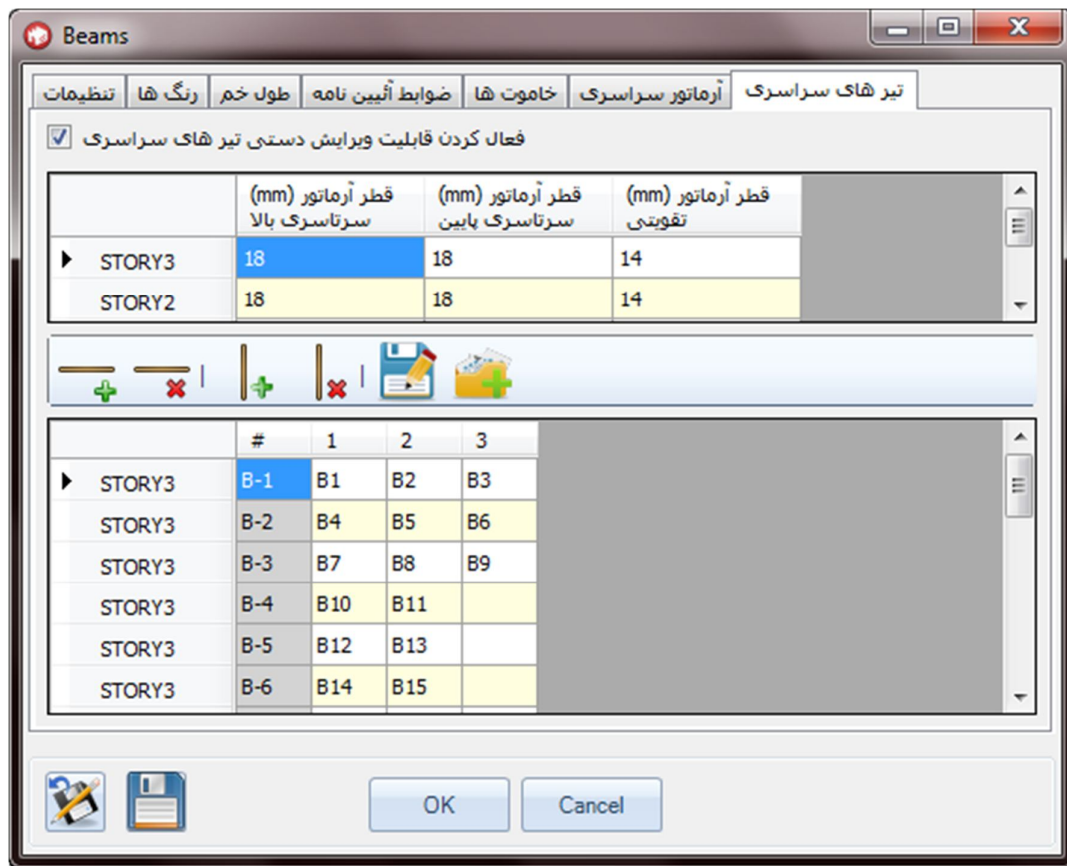 Beams
تیر های سراسری آرماتور سراسری خاموت ها ضوابط آئیین نامه طول خم رنگ ها تنظیمات
فعال کردن قابلیت ویرایش دستی تیر های سراسری
قطر آرماتور (mm) قطر آرماتور (mm) قطر آرماتور (mm)
سرتاسری بالا سرتاسری پایین تقویتی
STORY3 18 18 14
STORY2 18 18 14
# 1 2 3
STORY3 B-1 B1 B2 B3
STORY3 B-2 B4 B5 B6
STORY3 B-3 B7 B8 B9
STORY3 B-4 B10 B11
STORY3 B-5 B12 B13
STORY3 B-6 B14 B15
OK Cancel